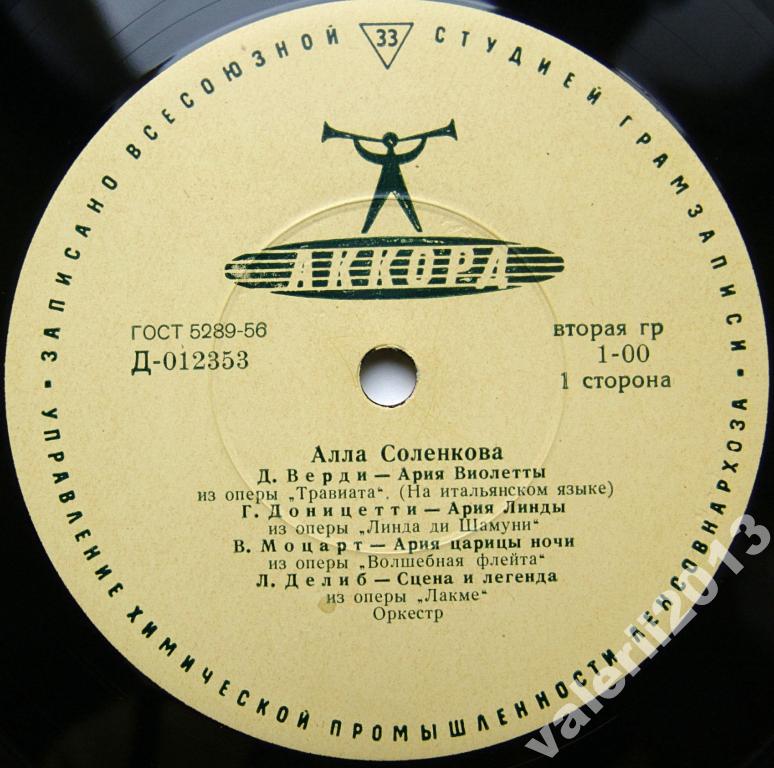 • ЗАПИСАНО ВСЕСОЮЗНОЙ СТУДИЕЙ ГРАМЗАПИСИ •
33
АККОРД
ГОСТ 5289-56
Д-012353
вторая гр
1-00
1 сторона
Алла Соленкова
Д. Верди — Ария Виолетты
из оперы „Травиата“. (На итальянском языке)
Г. Доницетти — Ария Линды
из оперы „Линда ди Шамуни“
В. Моцарт — Ария царицы ночи
из оперы „Волшебная флейта“
Л. Делиб — Сцена и легенда
из оперы „Лакме“
Оркестр
УПРАВЛЕНИЕ ХИМИЧЕСКОЙ ПРОМЫШЛЕННОСТИ ЛЕНСОВНАРХОЗА
valerii2013